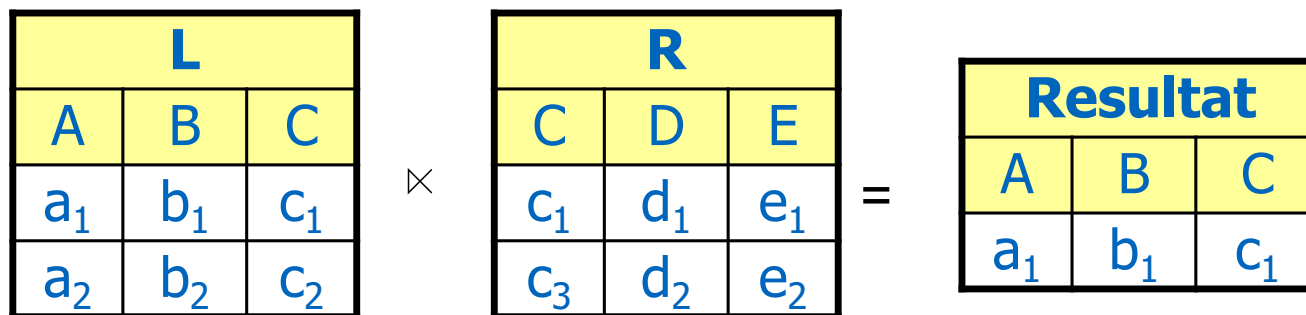 L
A B C
a₁ b₁ c₁
a₂ b₂ c₂
⋉
R
C D E
c₁ d₁ e₁
c₃ d₂ e₂
=
Resultat
A B C
a₁ b₁ c₁